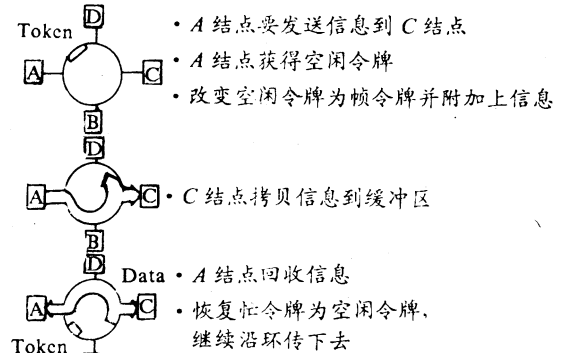 D
Token
A
C
B
· A 结点要发送信息到 C 结点
· A 结点获得空闲令牌
· 改变空闲令牌为帧令牌并附加上信息
D
A
C
B
· C 结点拷贝信息到缓冲区
D
Data
A
C
Token
· A 结点回收信息
· 恢复忙令牌为空闲令牌,
继续沿环传下去